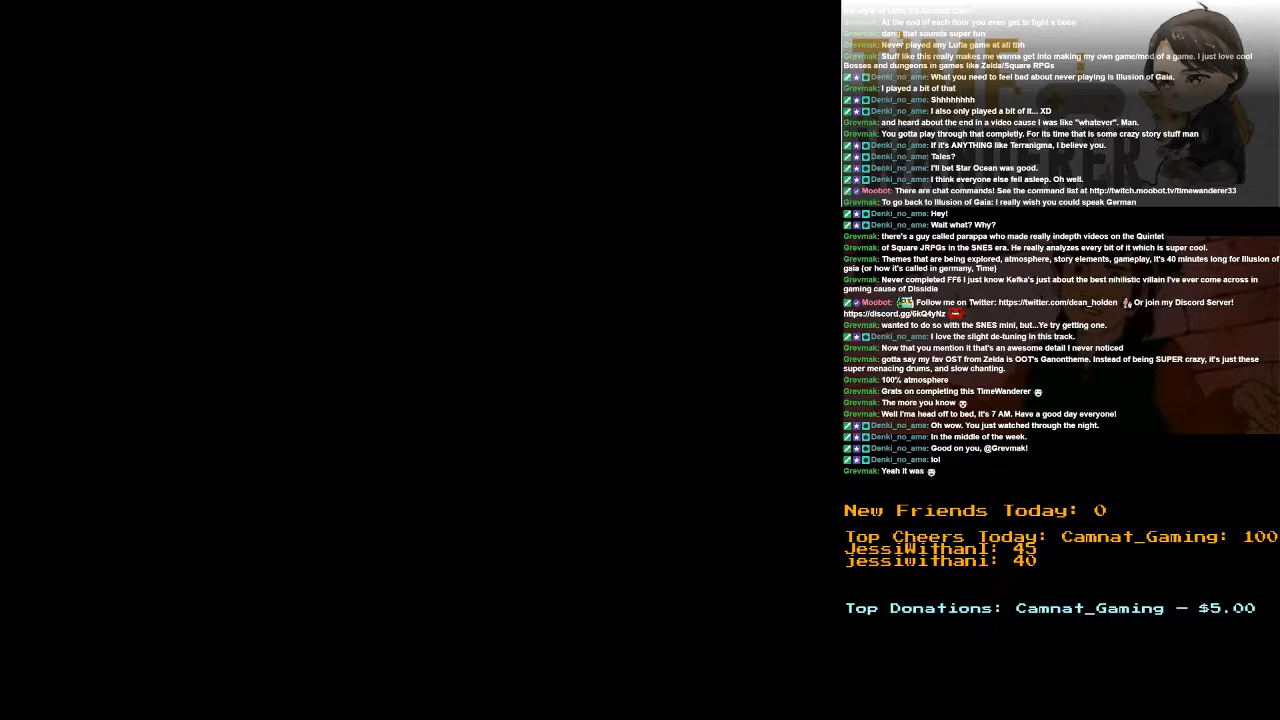 At the end of each floor you even get to fight a boss
Grevmak: dang that sounds super fun
Grevmak: Never played any Lufia game at all tbh
Grevmak: Stuff like this really makes me wanna get into making my own game/mod of a game. I just love cool
Bosses and dungeons in games like Zelda/Square RPGs
Denki_no_ame: What you need to feel bad about never playing is Illusion of Gaia.
Grevmak: I played a bit of that
Denki_no_ame: Shhhhhhhh
Denki_no_ame: I also only played a bit of it... XD
Grevmak: and heard about the end in a video cause I was like "whatever". Man.
Grevmak: You gotta play through that completly. For its time that is some crazy story stuff man
Denki_no_ame: If it's ANYTHING like Terranigma, I believe you.
Denki_no_ame: Tales?
Denki_no_ame: I'll bet Star Ocean was good.
Denki_no_ame: I think everyone else fell asleep. Oh well.
Moobot: There are chat commands! See the command list at http://twitch.moobot.tv/timewanderer33
Grevmak: To go back to Illusion of Gaia: I really wish you could speak German
Denki_no_ame: Hey!
Denki_no_ame: Wait what? Why?
Grevmak: there's a guy called parappa who made really indepth videos on the Quintet
Grevmak: of Square JRPGs in the SNES era. He really analyzes every bit of it which is super cool.
Grevmak: Themes that are being explored, atmosphere, story elements, gameplay, it's 40 minutes long for Illusion of
gaia (or how it's called in germany, Time)
Grevmak: Never completed FF6 I just know Kefka's just about the best nihilistic villain I've ever come across in
gaming cause of Dissidia
Moobot: Follow me on Twitter: https://twitter.com/dean_holden Or join my Discord Server!
https://discord.gg/6kQ4yNz
Grevmak: wanted to do so with the SNES mini, but...Ye try getting one.
Denki_no_ame: I love the slight de-tuning in this track.
Grevmak: Now that you mention it that's an awesome detail I never noticed
Grevmak: gotta say my fav OST from Zelda is OOT's Ganontheme. Instead of being SUPER crazy, it's just these
super menacing drums, and slow chanting.
Grevmak: 100% atmosphere
Grevmak: Grats on completing this TimeWanderer
Grevmak: The more you know
Grevmak: Well I'ma head off to bed, it's 7 AM. Have a good day everyone!
Denki_no_ame: Oh wow. You just watched through the night.
Denki_no_ame: In the middle of the week.
Denki_no_ame: Good on you, @Grevmak!
Denki_no_ame: lol
Grevmak: Yeah it was
New Friends Today: 0
Top Cheers Today: Camnat_Gaming: 100
JessiWithanI: 45
jessiwithani: 40
Top Donations: Camnat_Gaming — $5.00